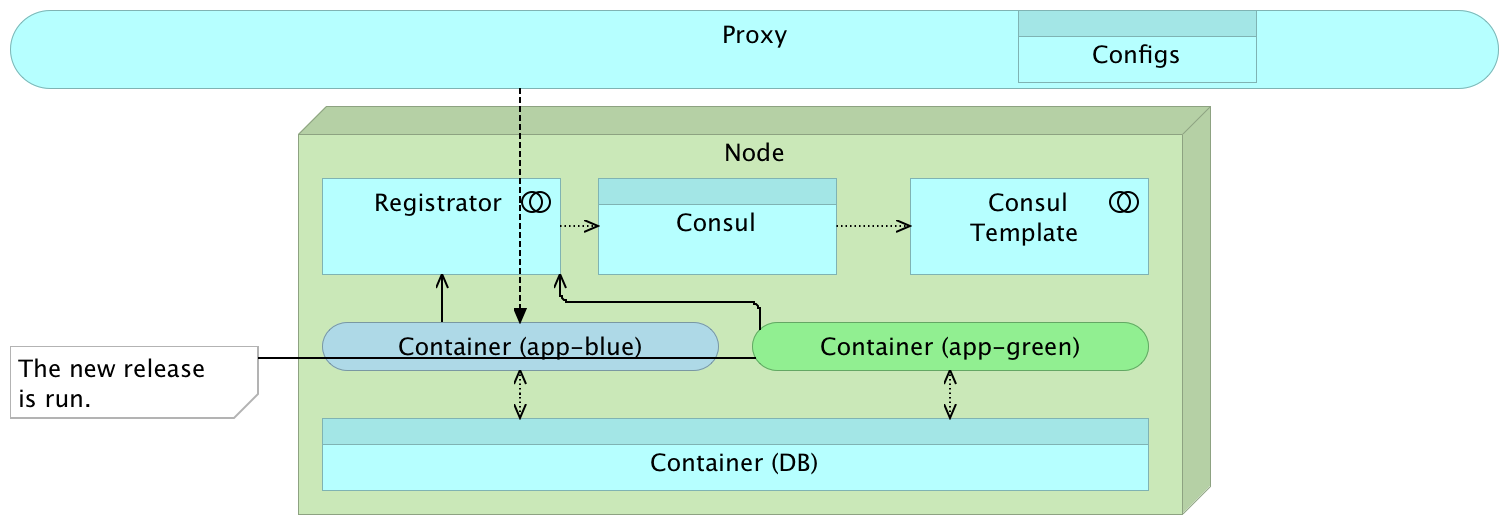 Proxy
Configs
Node
Registrator
Consul
Consul
Template
Container (app-blue)
Container (app-green)
The new release
is run.
Container (DB)